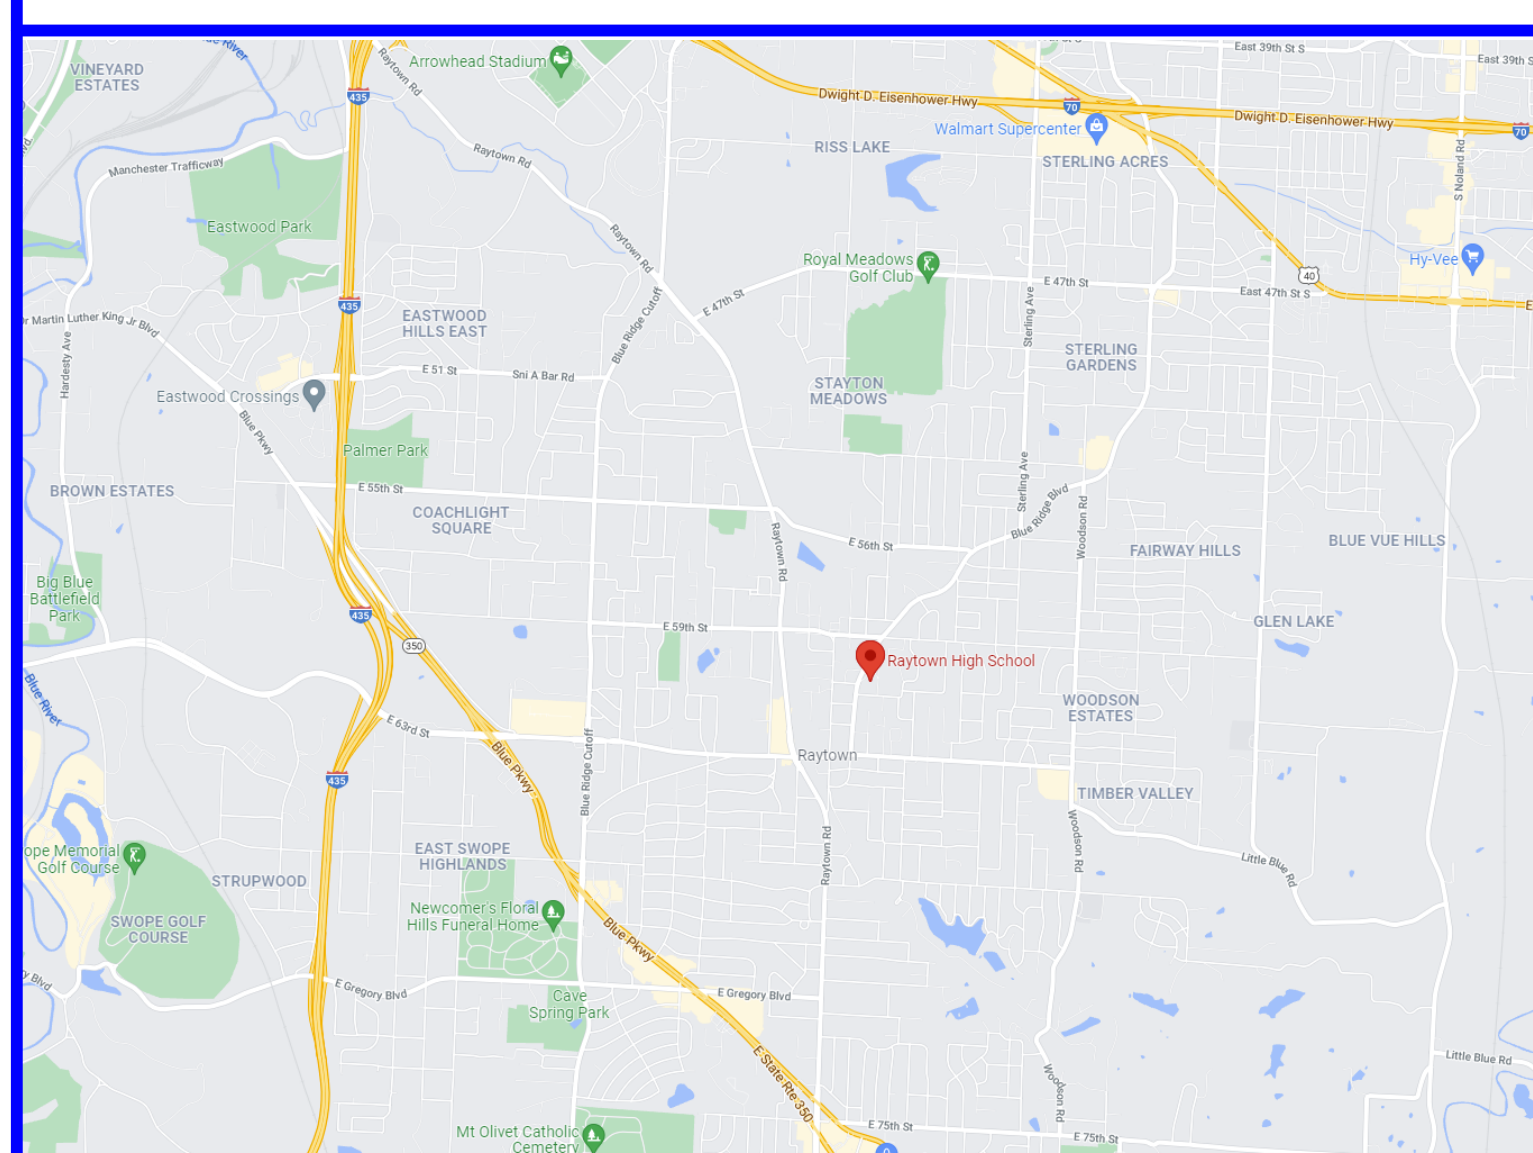 East 39th St S
East 39th S
Arrowhead Stadium
VINEYARD
ESTATES
Raytown Rd
435
Dwight D. Eisenhower Hwy
70
Dwight D. Eisenhower Hwy
70
Walmart Supercenter
RISS LAKE
STERLING ACRES
Manchester Trafficway
Raytown Rd
S Noland Rd
Eastwood Park
Raytown Rd
Royal Meadows
Golf Club
E 47th St
Hy-Vee
40
East 47th St S
E 47th St
435
EASTWOOD
HILLS EAST
Blue Ridge Cutoff
Sterling Ave
r Martin Luther King Jr Blvd
Hardesty Ave
STERLING
GARDENS
E 51 St
Sni A Bar Rd
STAYTON
MEADOWS
Eastwood Crossings
Blue Pkwy
Palmer Park
BROWN ESTATES
E 55th St
COACHLIGHT
SQUARE
Sterling Ave
Blue Ridge Blvd
Woodson Rd
Raytown Rd
E 56th St
FAIRWAY HILLS
BLUE VUE HILLS
Big Blue
Battlefield
Park
435
350
E 59th St
GLEN LAKE
Raytown High School
Blue River
WOODSON
ESTATES
E 63rd St
Blue Pkwy
Blue Ridge Cutoff
Raytown
435
TIMBER VALLEY
Woodson Rd
Little Blue Rd
ope Memorial
Golf Course
EAST SWOPE
HIGHLANDS
Raytown Rd
STRUPWOOD
SWOPE GOLF
COURSE
Newcomer's Floral
Hills Funeral Home
Blue Pkwy
y Blvd
E Gregory Blvd
E Gregory Blvd
Cave
Spring Park
E State Rte 350
Woodson Rd
Little Blue Rd
E 75th St
E 75th St
Mt Olivet Catholic
Cemetery